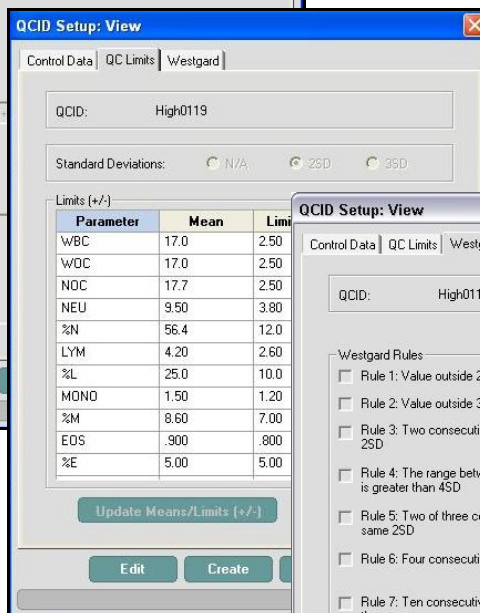 QCID Setup: View
Control Data QC Limits Westgard
QCID: High0119
Standard Deviations: N/A 2SD 3SD
Limits (+/-)
Parameter Mean Limi
WBC 17.0 2.50
WOC 17.0 2.50
NOC 17.7 2.50
NEU 9.50 3.80
%N 56.4 12.0
LYM 4.20 2.60
%L 25.0 10.0
MONO 1.50 1.20
%M 8.60 7.00
EOS .900 .800
%E 5.00 5.00
Update Means/Limits (+/-)
Edit Create
QCID Setup: View
Control Data QC Limits Westg
QCID: High011
Westgard Rules
Rule 1: Value outside 2
Rule 2: Value outside 3
Rule 3: Two consecuti
2SD
Rule 4: The range betw
is greater than 4SD
Rule 5: Two of three co
same 2SD
Rule 6: Four consecuti
Rule 7: Ten consecutiv